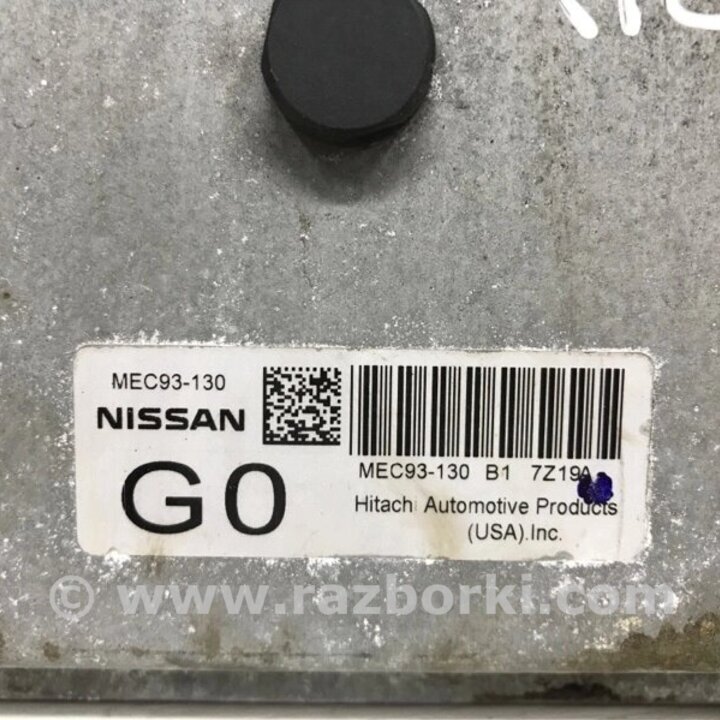 MEC93-130
NISSAN
G0
MEC93-130 B1 7Z19A
Hitachi Automotive Products
(USA).Inc.
© www.razborki.com